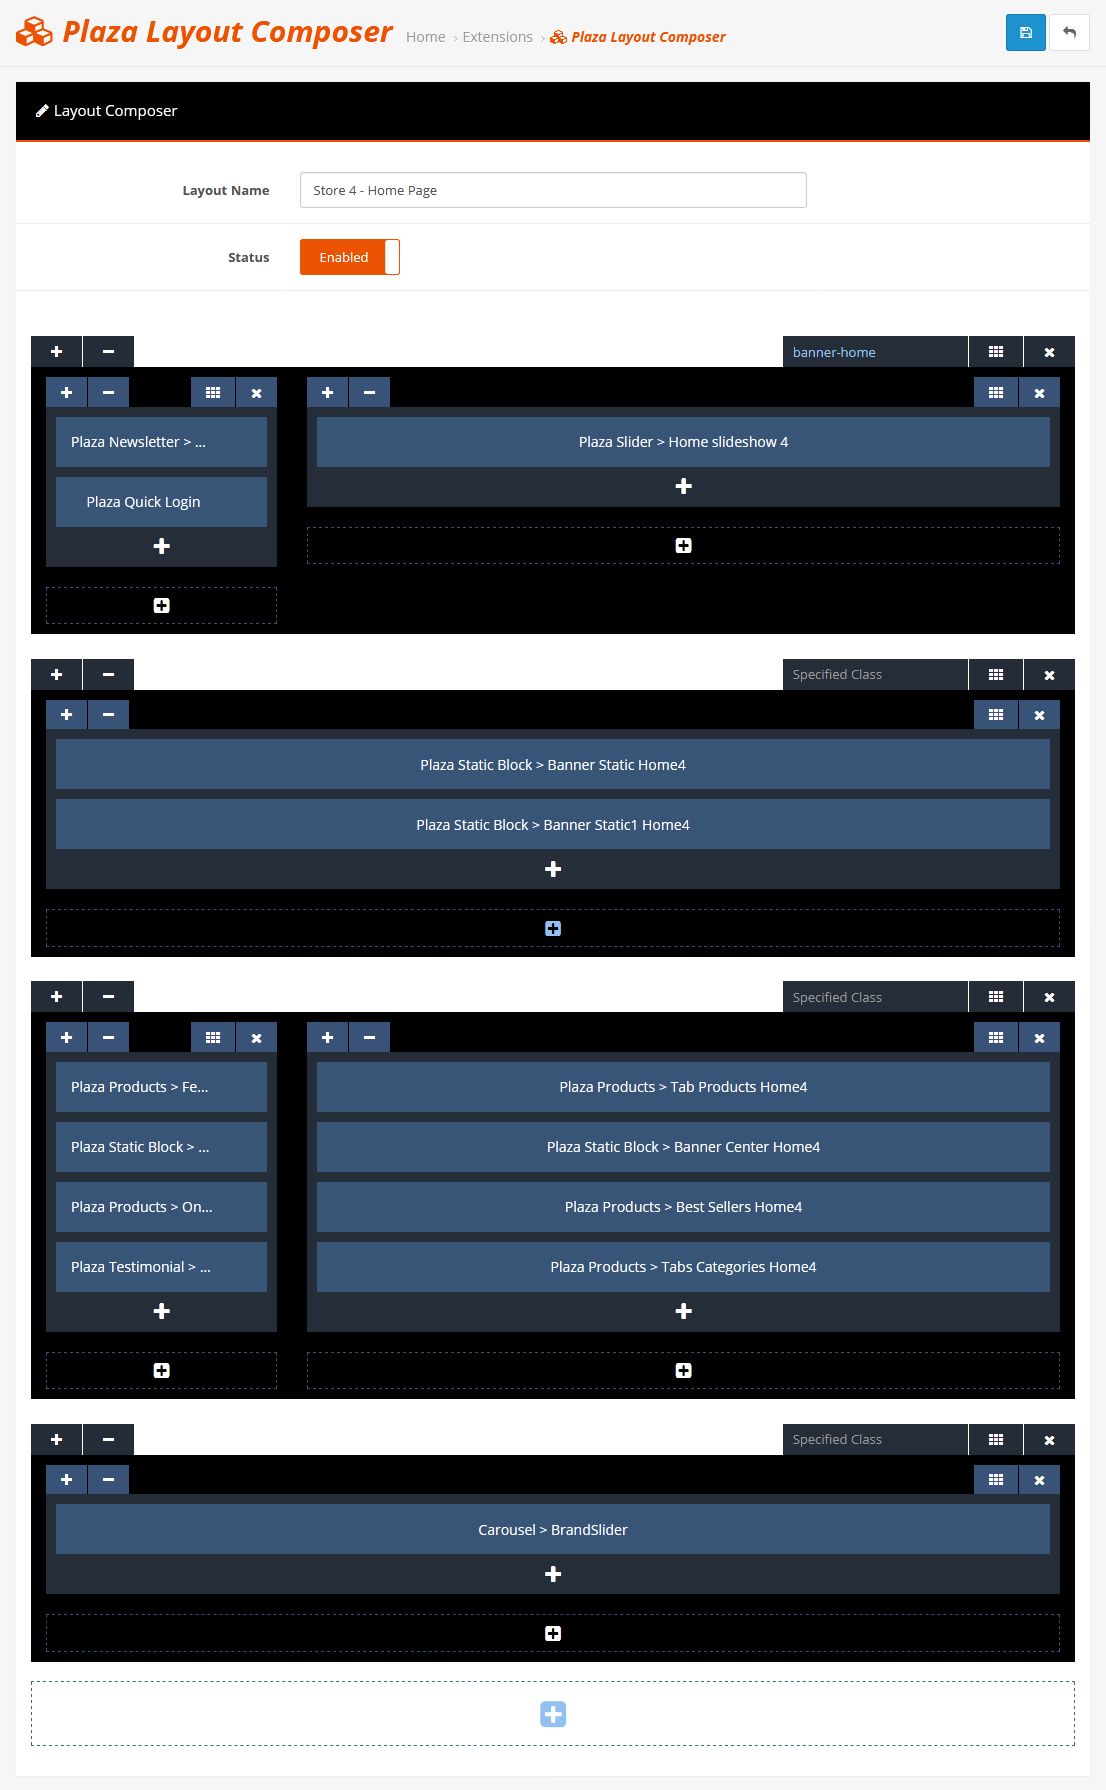 Plaza Layout Composer
Home › Extensions › Plaza Layout Composer
Layout Composer
Layout Name
Store 4 - Home Page
Status
Enabled
banner-home
Plaza Newsletter > ...
Plaza Quick Login
Plaza Slider > Home slideshow 4
Specified Class
Plaza Static Block > Banner Static Home4
Plaza Static Block > Banner Static1 Home4
Specified Class
Plaza Products > Fe...
Plaza Static Block > ...
Plaza Products > On...
Plaza Testimonial > ...
Plaza Products > Tab Products Home4
Plaza Static Block > Banner Center Home4
Plaza Products > Best Sellers Home4
Plaza Products > Tabs Categories Home4
Specified Class
Carousel > BrandSlider